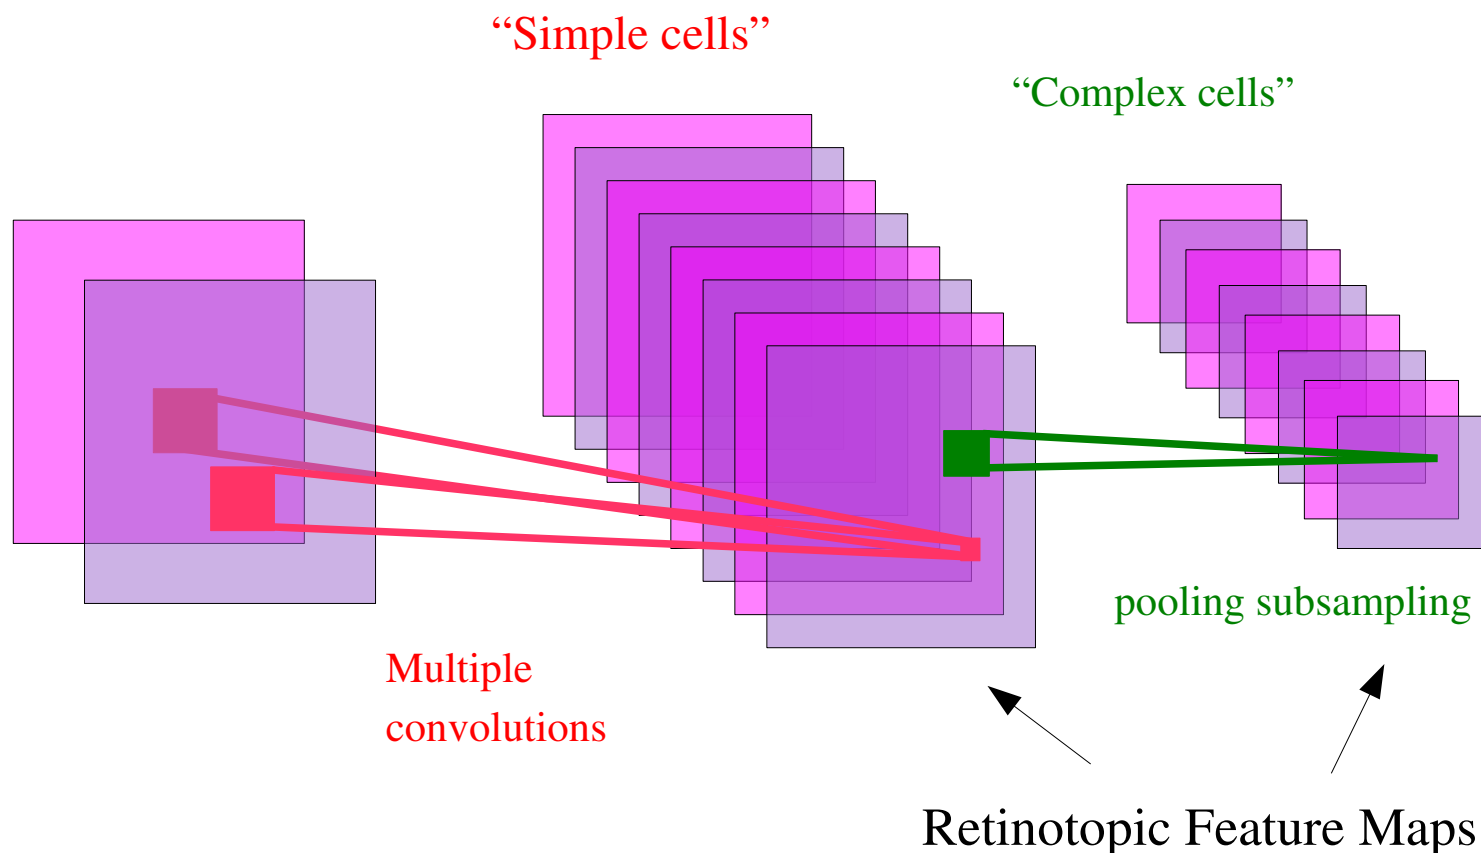 “Simple cells”
“Complex cells”
pooling subsampling
Multiple
convolutions
Retinotopic Feature Maps